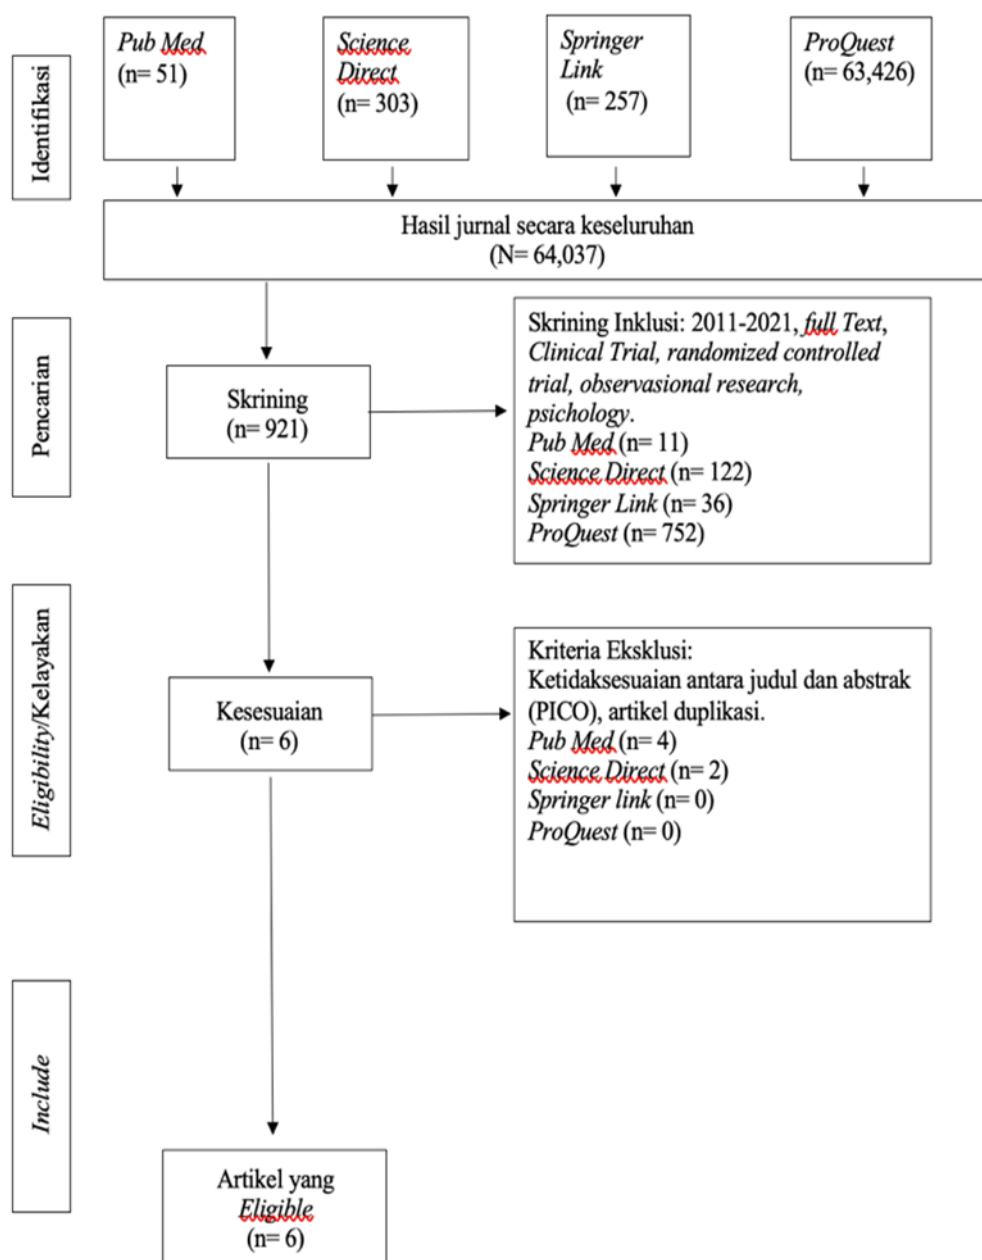 Identifikasi
Pub Med
(n= 51)
Science
Direct
(n= 303)
Springer
Link
(n= 257)
ProQuest
(n= 63,426)
Hasil jurnal secara keseluruhan
(N= 64,037)
Pencarian
Skrining
(n= 921)
Skrining Inklusi: 2011-2021, full Text,
Clinical Trial, randomized controlled
trial, observasional research,
psichology.
Pub Med (n= 11)
Science Direct (n= 122)
Springer Link (n= 36)
ProQuest (n= 752)
Eligibility/Kelayakan
Kesesuaian
(n= 6)
Kriteria Eksklusi:
Ketidaksesuaian antara judul dan abstrak
(PICO), artikel duplikasi.
Pub Med (n= 4)
Science Direct (n= 2)
Springer link (n= 0)
ProQuest (n= 0)
Include
Artikel yang
Eligible
(n= 6)